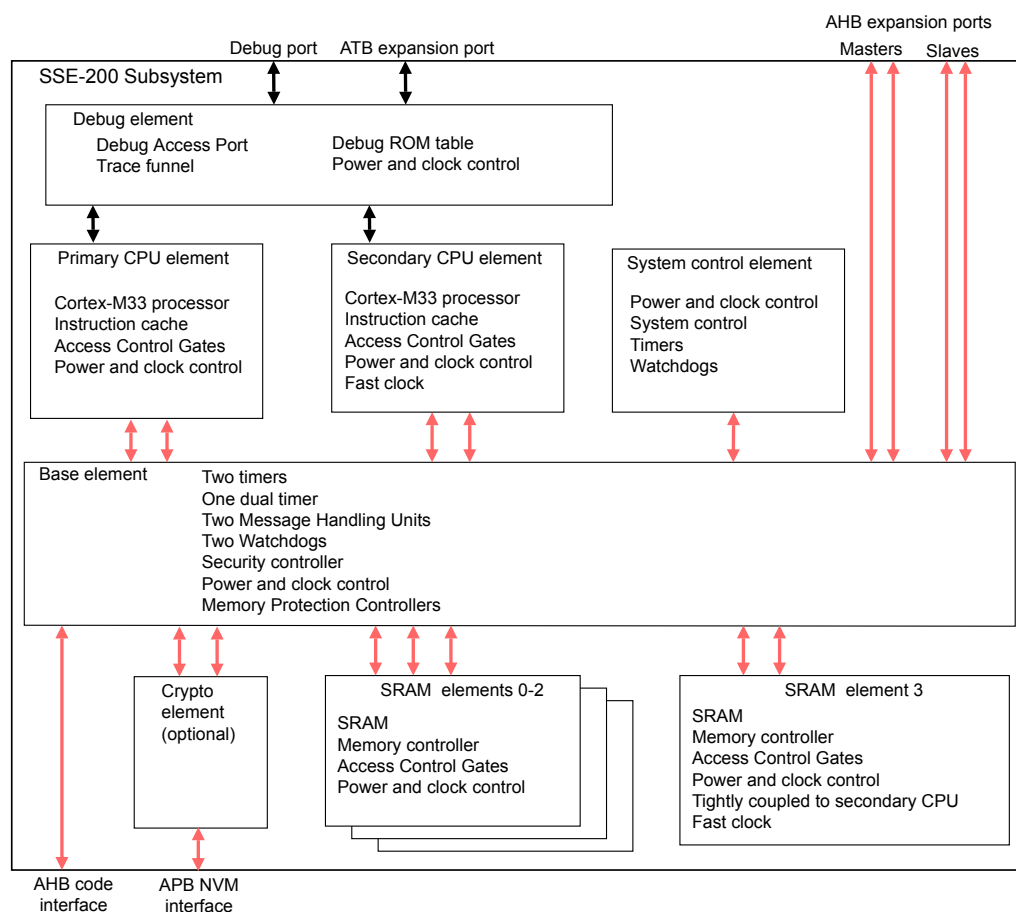 AHB expansion ports
Debug port
ATB expansion port
Masters
Slaves
SSE-200 Subsystem
Debug element
Debug Access Port
Trace funnel
Debug ROM table
Power and clock control
Primary CPU element
Cortex-M33 processor
Instruction cache
Access Control Gates
Power and clock control
Secondary CPU element
Cortex-M33 processor
Instruction cache
Access Control Gates
Power and clock control
Fast clock
System control element
Power and clock control
System control
Timers
Watchdogs
Base element
Two timers
One dual timer
Two Message Handling Units
Two Watchdogs
Security controller
Power and clock control
Memory Protection Controllers
Crypto
element
(optional)
SRAM elements 0-2
SRAM
Memory controller
Access Control Gates
Power and clock control
SRAM element 3
SRAM
Memory controller
Access Control Gates
Power and clock control
Tightly coupled to secondary CPU
Fast clock
AHB code
interface
APB NVM
interface